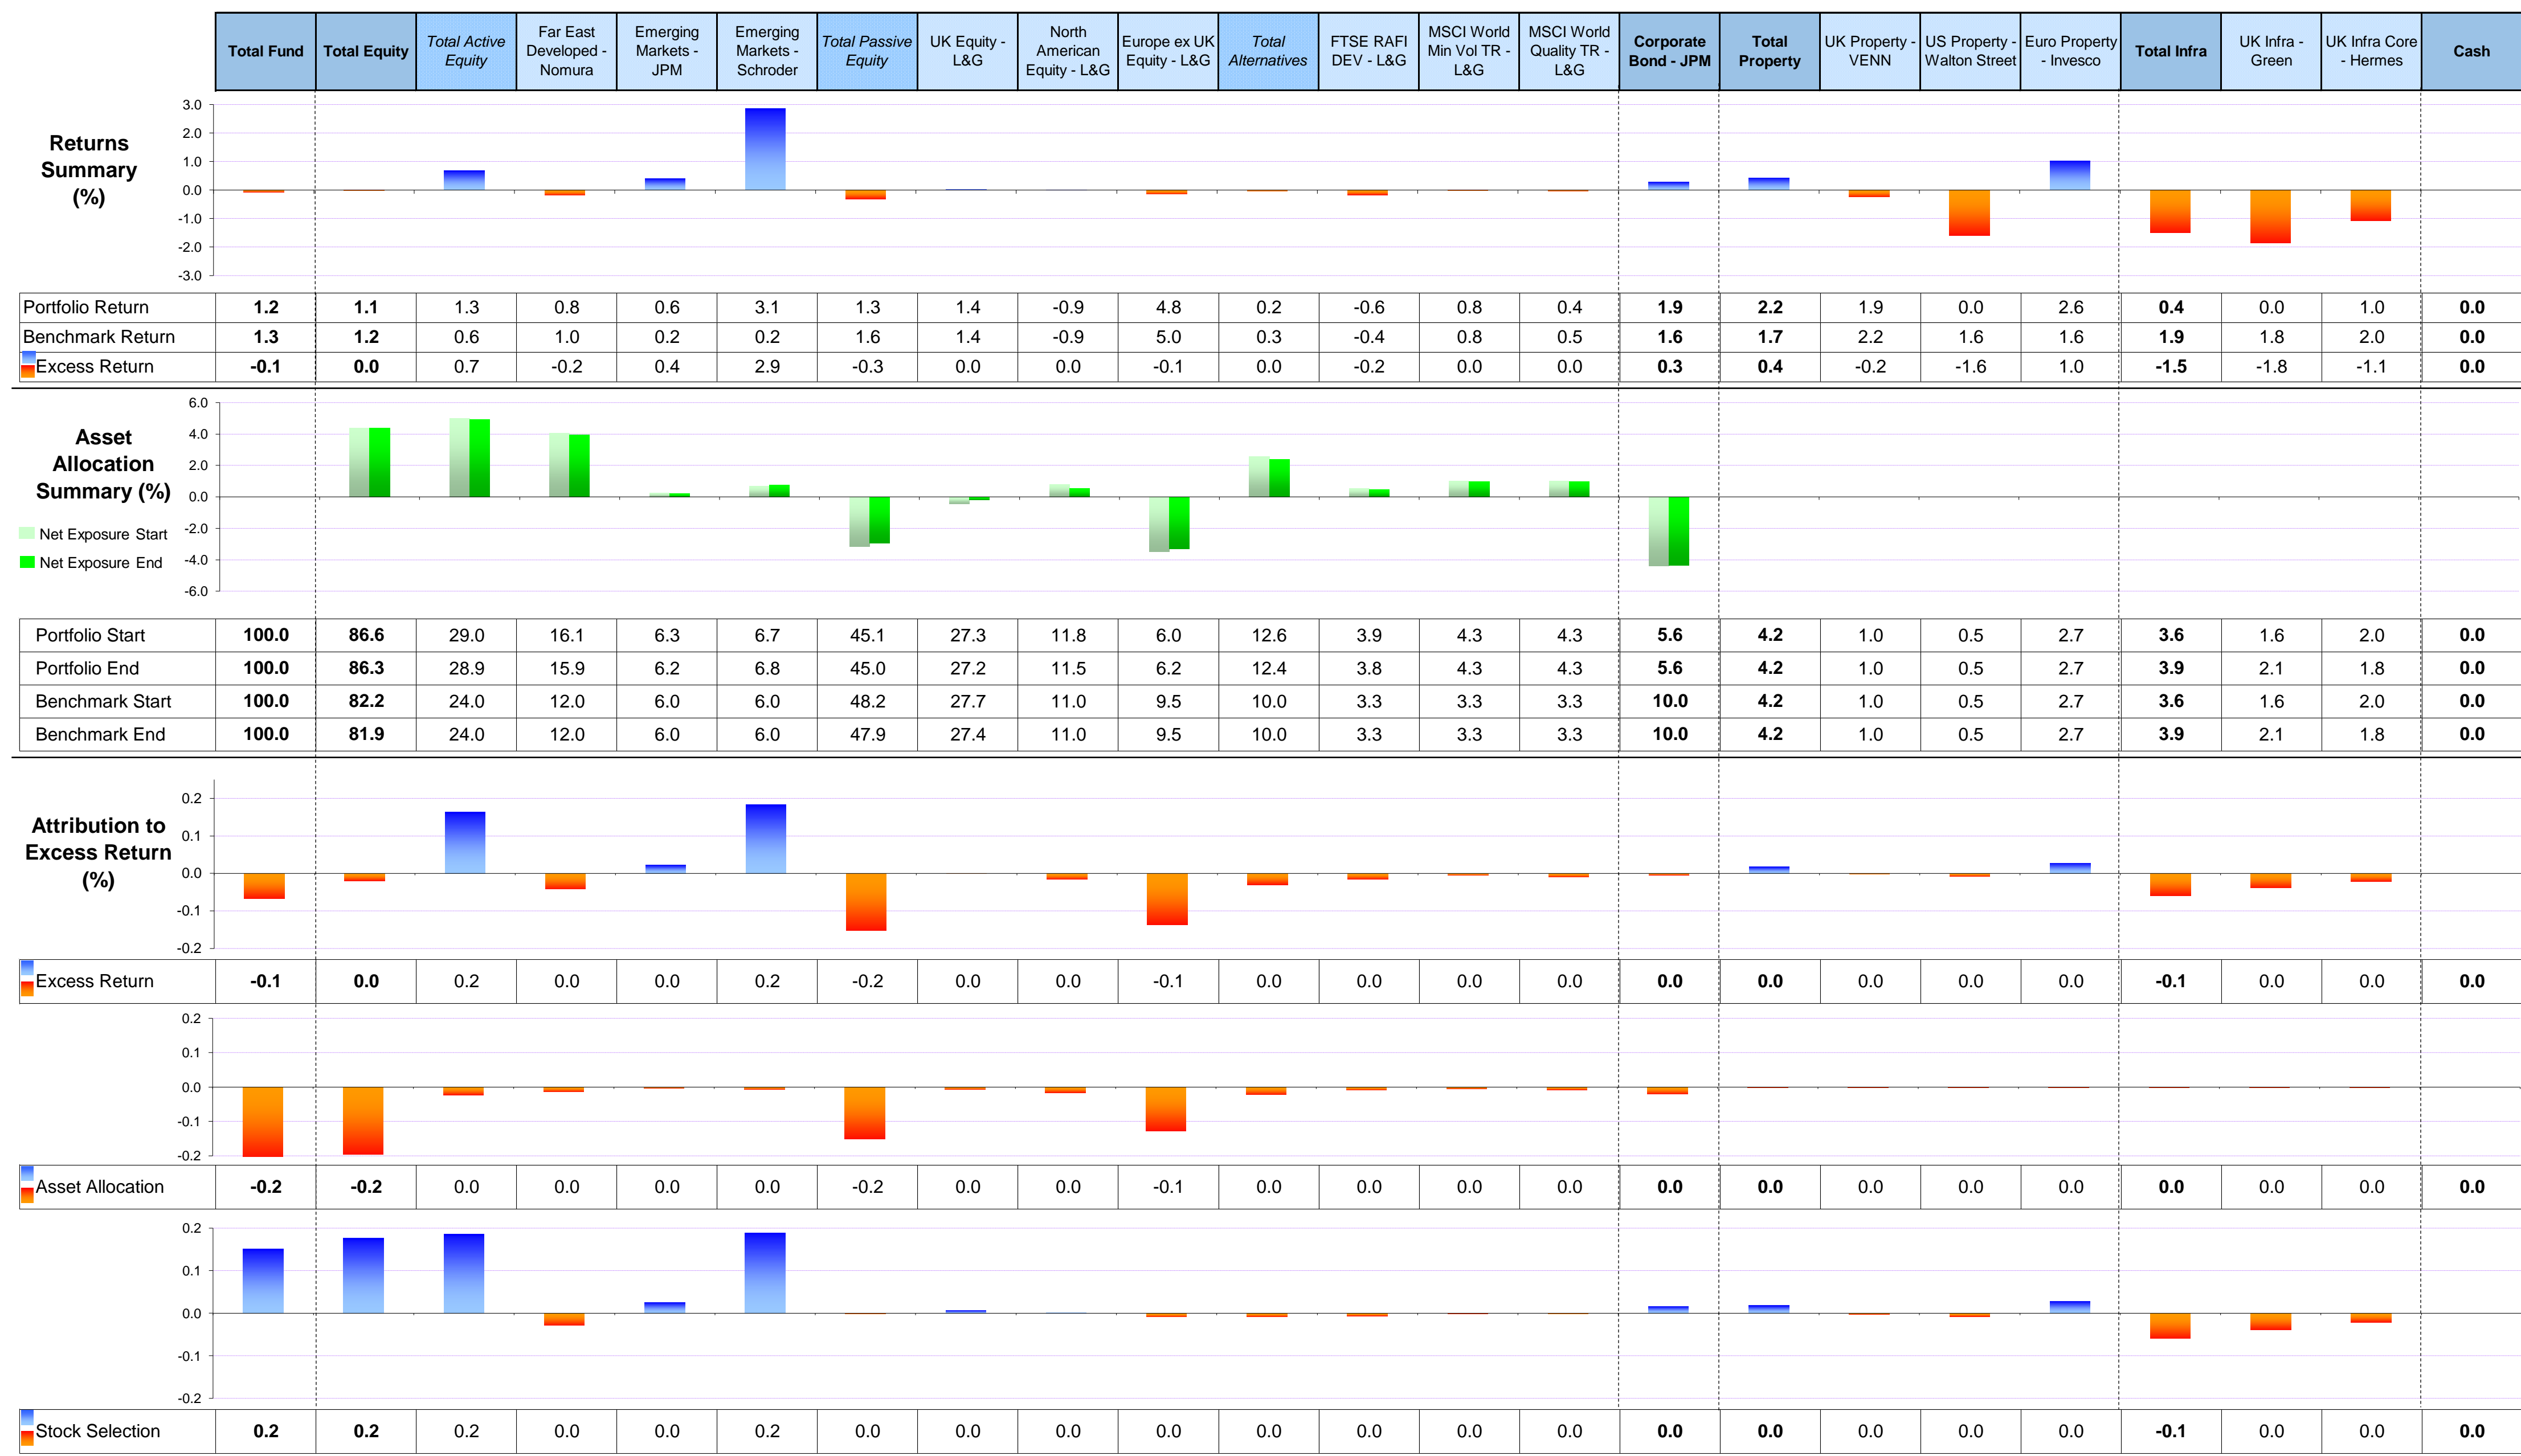 Total Fund Total Equity Total Active Equity Far East Developed - Nomura Emerging Markets - JPM Emerging Markets - Schroder Total Passive Equity UK Equity - L&G North American Equity - L&G Europe ex UK Equity - L&G Total Alternatives FTSE RAFI DEV - L&G MSCI World Min Vol TR - L&G MSCI World Quality TR - L&G Corporate Bond - JPM Total Property UK Property - VENN US Property - Walton Street Euro Property - Invesco Total Infra UK Infra - Green UK Infra Core - Hermes Cash
Returns
Summary
(%)
3.0
2.0
1.0
0.0
-1.0
-2.0
-3.0
Portfolio Return 1.2 1.1 1.3 0.8 0.6 3.1 1.3 1.4 -0.9 4.8 0.2 -0.6 0.8 0.4 1.9 2.2 1.9 0.0 2.6 0.4 0.0 1.0 0.0
Benchmark Return 1.3 1.2 0.6 1.0 0.2 0.2 1.6 1.4 -0.9 5.0 0.3 -0.4 0.8 0.5 1.6 1.7 2.2 1.6 1.6 1.9 1.8 2.0 0.0
Excess Return -0.1 0.0 0.7 -0.2 0.4 2.9 -0.3 0.0 0.0 -0.1 0.0 -0.2 0.0 0.0 0.3 0.4 -0.2 -1.6 1.0 -1.5 -1.8 -1.1 0.0
Asset
Allocation
Summary (%)
Net Exposure Start
Net Exposure End
6.0
4.0
2.0
0.0
-2.0
-4.0
-6.0
Portfolio Start 100.0 86.6 29.0 16.1 6.3 6.7 45.1 27.3 11.8 6.0 12.6 3.9 4.3 4.3 5.6 4.2 1.0 0.5 2.7 3.6 1.6 2.0 0.0
Portfolio End 100.0 86.3 28.9 15.9 6.2 6.8 45.0 27.2 11.5 6.2 12.4 3.8 4.3 4.3 5.6 4.2 1.0 0.5 2.7 3.9 2.1 1.8 0.0
Benchmark Start 100.0 82.2 24.0 12.0 6.0 6.0 48.2 27.7 11.0 9.5 10.0 3.3 3.3 3.3 10.0 4.2 1.0 0.5 2.7 3.6 1.6 2.0 0.0
Benchmark End 100.0 81.9 24.0 12.0 6.0 6.0 47.9 27.4 11.0 9.5 10.0 3.3 3.3 3.3 10.0 4.2 1.0 0.5 2.7 3.9 2.1 1.8 0.0
Attribution to
Excess Return
(%)
0.2
0.1
0.0
-0.1
-0.2
Excess Return -0.1 0.0 0.2 0.0 0.0 0.2 -0.2 0.0 0.0 -0.1 0.0 0.0 0.0 0.0 0.0 0.0 0.0 0.0 0.0 -0.1 0.0 0.0 0.0
0.2
0.1
0.0
-0.1
-0.2
Asset Allocation -0.2 -0.2 0.0 0.0 0.0 0.0 -0.2 0.0 0.0 -0.1 0.0 0.0 0.0 0.0 0.0 0.0 0.0 0.0 0.0 0.0 0.0 0.0 0.0
0.2
0.1
0.0
-0.1
-0.2
Stock Selection 0.2 0.2 0.2 0.0 0.0 0.2 0.0 0.0 0.0 0.0 0.0 0.0 0.0 0.0 0.0 0.0 0.0 0.0 0.0 -0.1 0.0 0.0 0.0